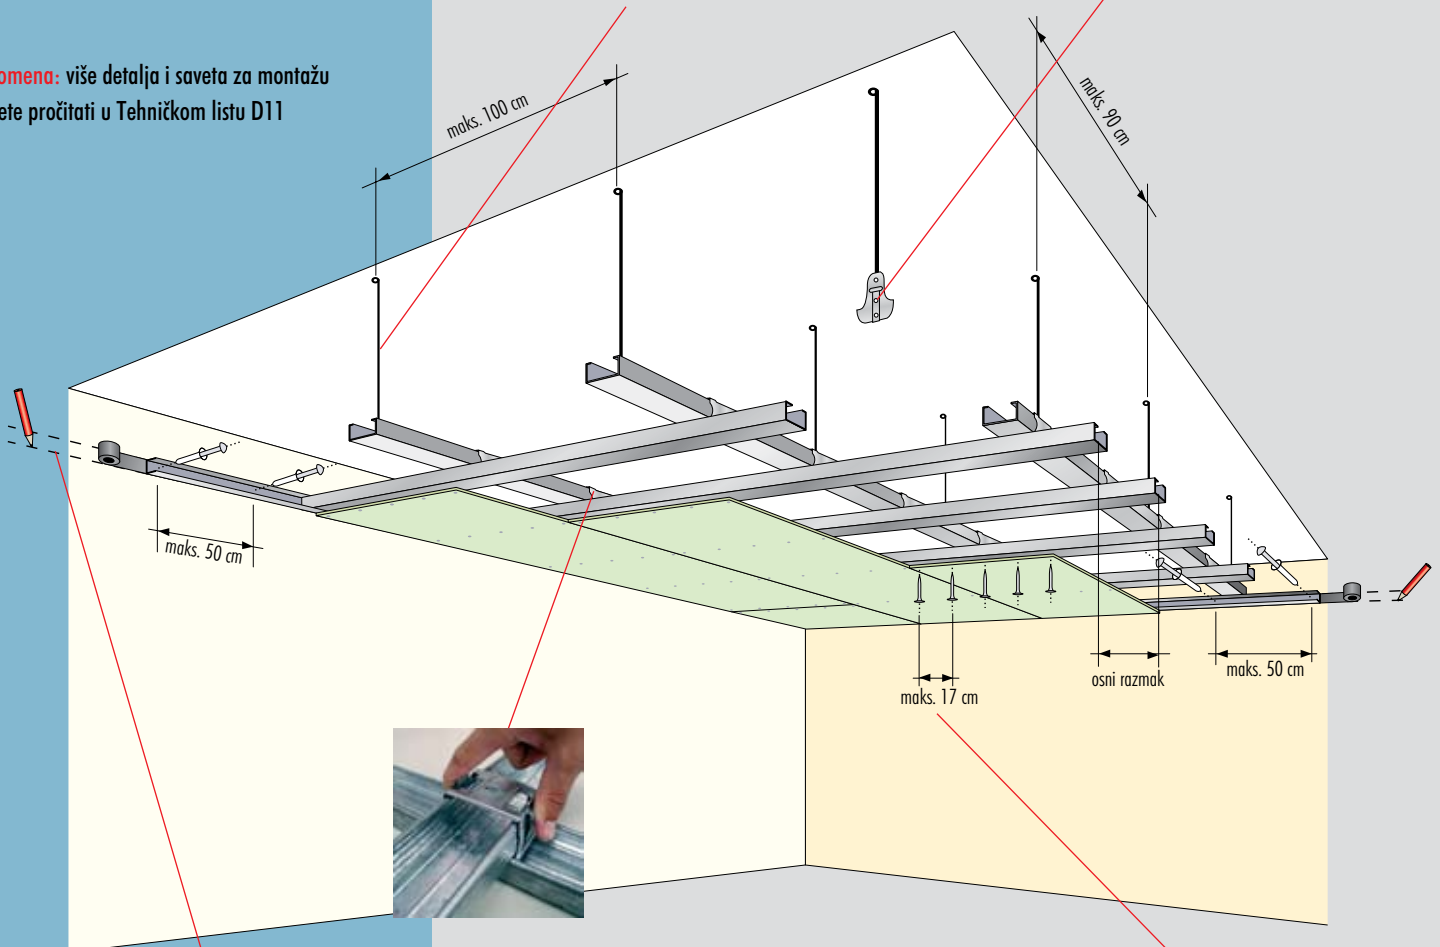 omena: više detalja i saveta za montažu
ete pročitati u Tehničkom listu D11
maks. 100 cm
maks. 90 cm
maks. 50 cm
maks. 17 cm
osni razmak
maks. 50 cm